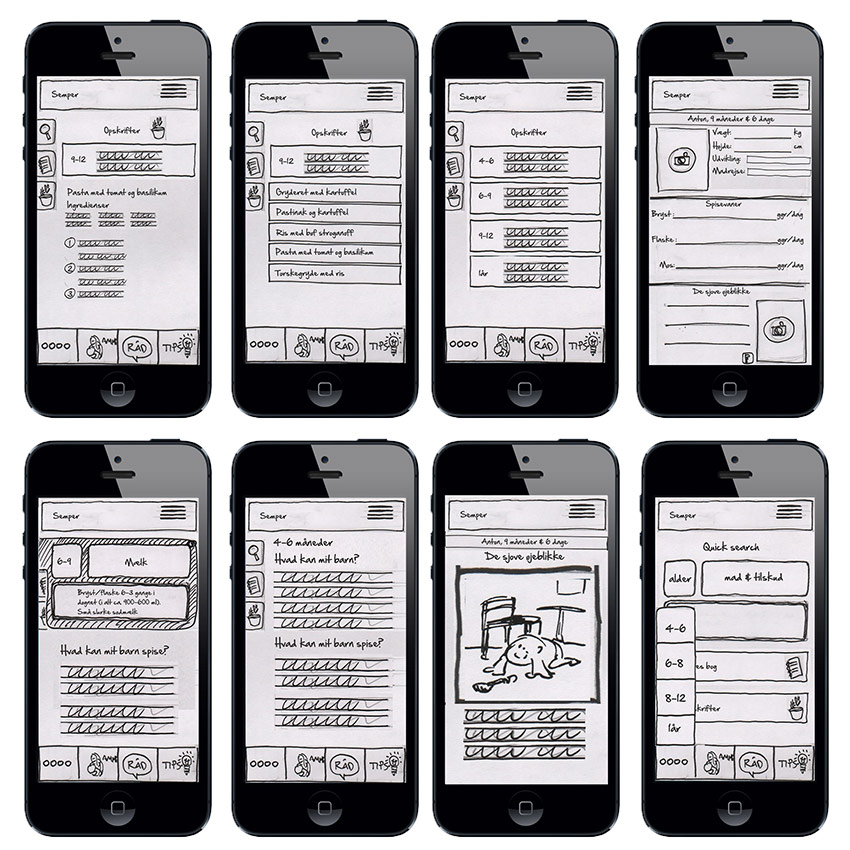 Semper
Opskrifter
9-12
Pasta med tomat og basilikum
Ingredienser
1
2
3
RÅD
TIPS
Semper
Opskrifter
9-12
Gryderet med kartoffel
Pastinak og kartoffel
Ris med bøf stroganoff
Pasta med tomat og basilikum
Torskegryde med ris
RÅD
TIPS
Semper
Opskrifter
4-6
6-9
9-12
1år
RÅD
TIPS
Semper
Anton, 9 måneder & 6 dage
Vægt: kg
Højde: cm
Udvikling:
Madrejse:
Spisevaner
Bryst: ggr/dag
Flaske: ggr/dag
Mos: ggr/dag
De sjove øjeblikke
Semper
6-9
Mælk
Bryst/flaske 6-3 gange i
døgnet (i alt ca. 900-600 ml).
Små slurke sødmælk
Hvad kan mit barn spise?
RÅD
TIPS
Semper
4-6 måneder
Hvad kan mit barn?
Hvad kan mit barn spise?
RÅD
TIPS
Semper
Anton, 9 måneder & 6 dage
De sjove øjeblikke
Semper
Quick search
alder
mad & tilskud
4-6
6-8
es bog
8-12
krifter
1år
RÅD
TIPS